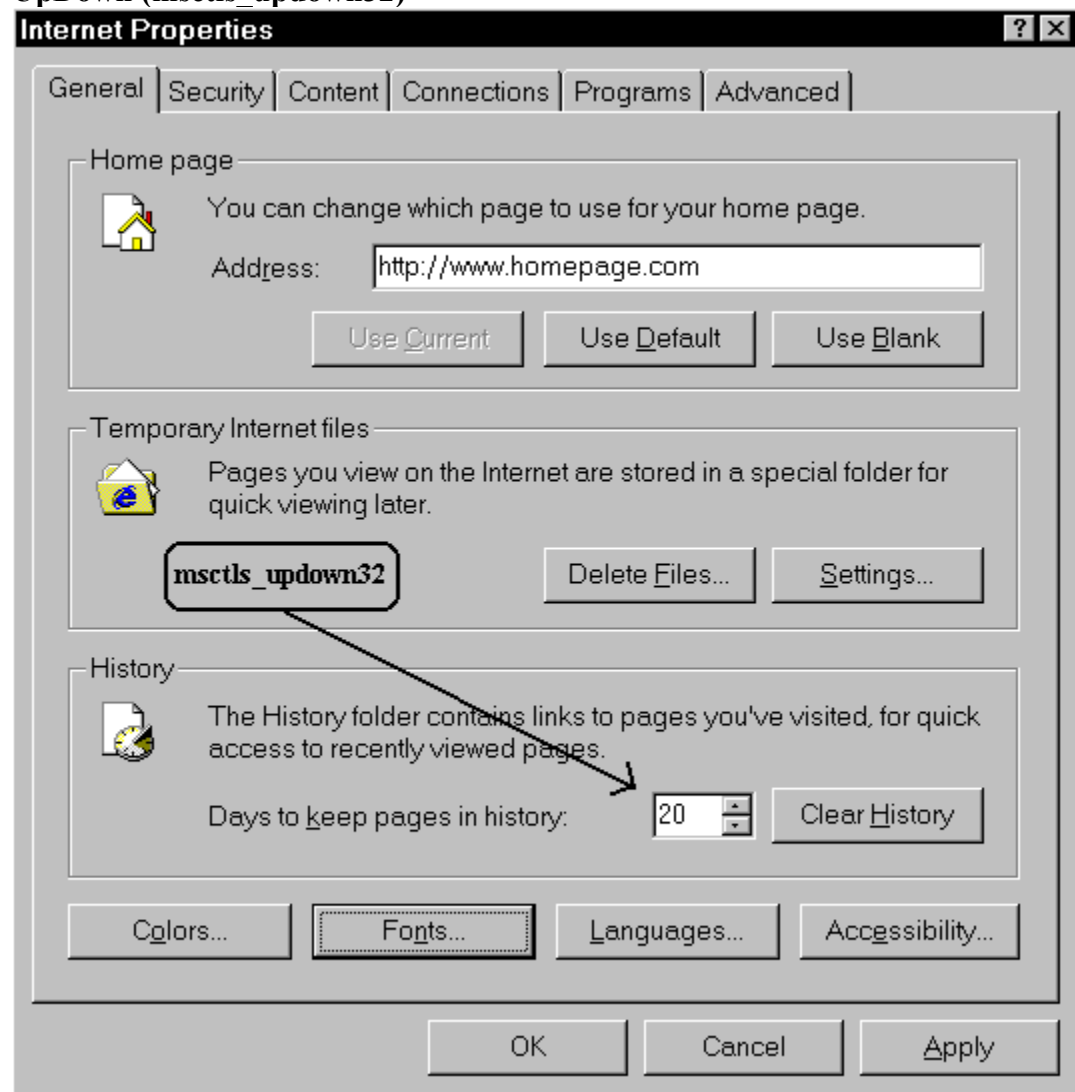 UpDown (msctls_updown32)
Internet Properties
General Security Content Connections Programs Advanced
Home page
You can change which page to use for your home page.
Address: http://www.homepage.com
Use Current Use Default Use Blank
Temporary Internet files
Pages you view on the Internet are stored in a special folder for
quick viewing later.
msctls_updown32 Delete Files... Settings...
History
The History folder contains links to pages you've visited, for quick
access to recently viewed pages.
Days to keep pages in history: 20 Clear History
Colors... Fonts... Languages... Accessibility...
OK Cancel Apply